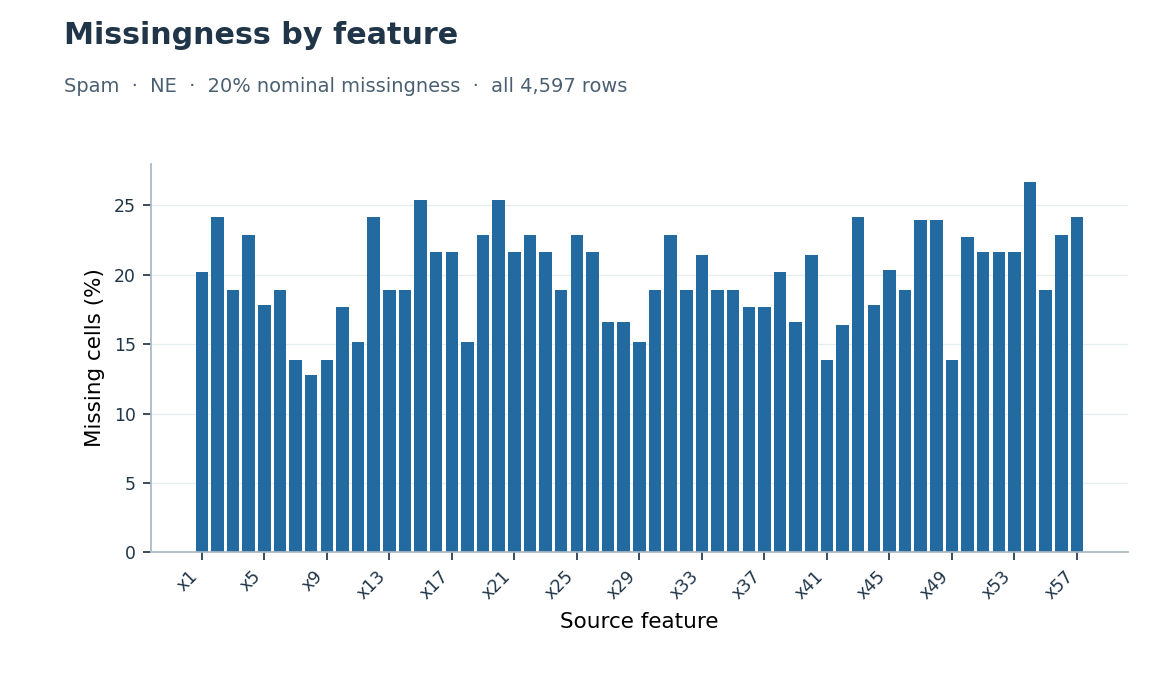 Missingness by feature
Spam · NE · 20% nominal missingness · all 4,597 rows
25
20
15
10
5
0
Missing cells (%)
x1 x5 x9 x13 x17 x21 x25 x29 x33 x37 x41 x45 x49 x53 x57
Source feature